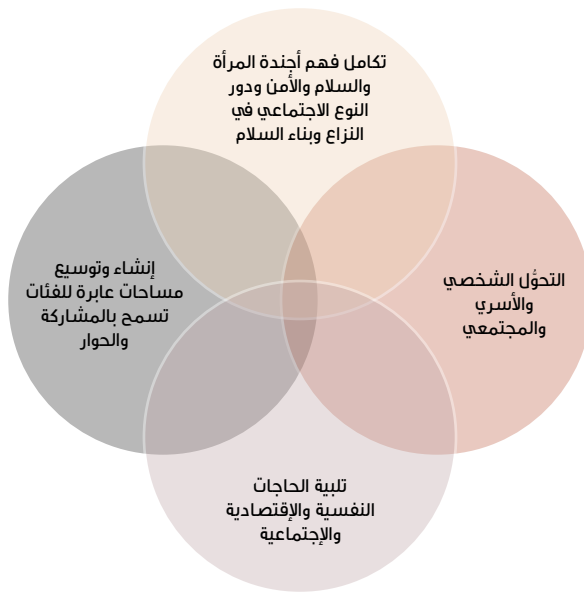 تكامل فهم أجندة المرأة
والسلام والأمن ودور
النوع الاجتماعي في
النزاع وبناء السلام
التحوُّل الشخصي
والأسري
والمجتمعي
إنشاء وتوسيع
مساحات عابرة للفئات
تسمح بالمشاركة
والحوار
تلبية الحاجات
النفسية والإقتصادية
والإجتماعية